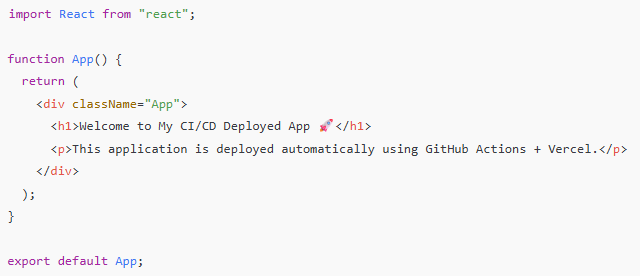 import React from "react";

function App() {
  return (
    <div className="App">
      <h1>Welcome to My CI/CD Deployed App 🚀</h1>
      <p>This application is deployed automatically using GitHub Actions + Vercel.</p>
    </div>
  );
}

export default App;